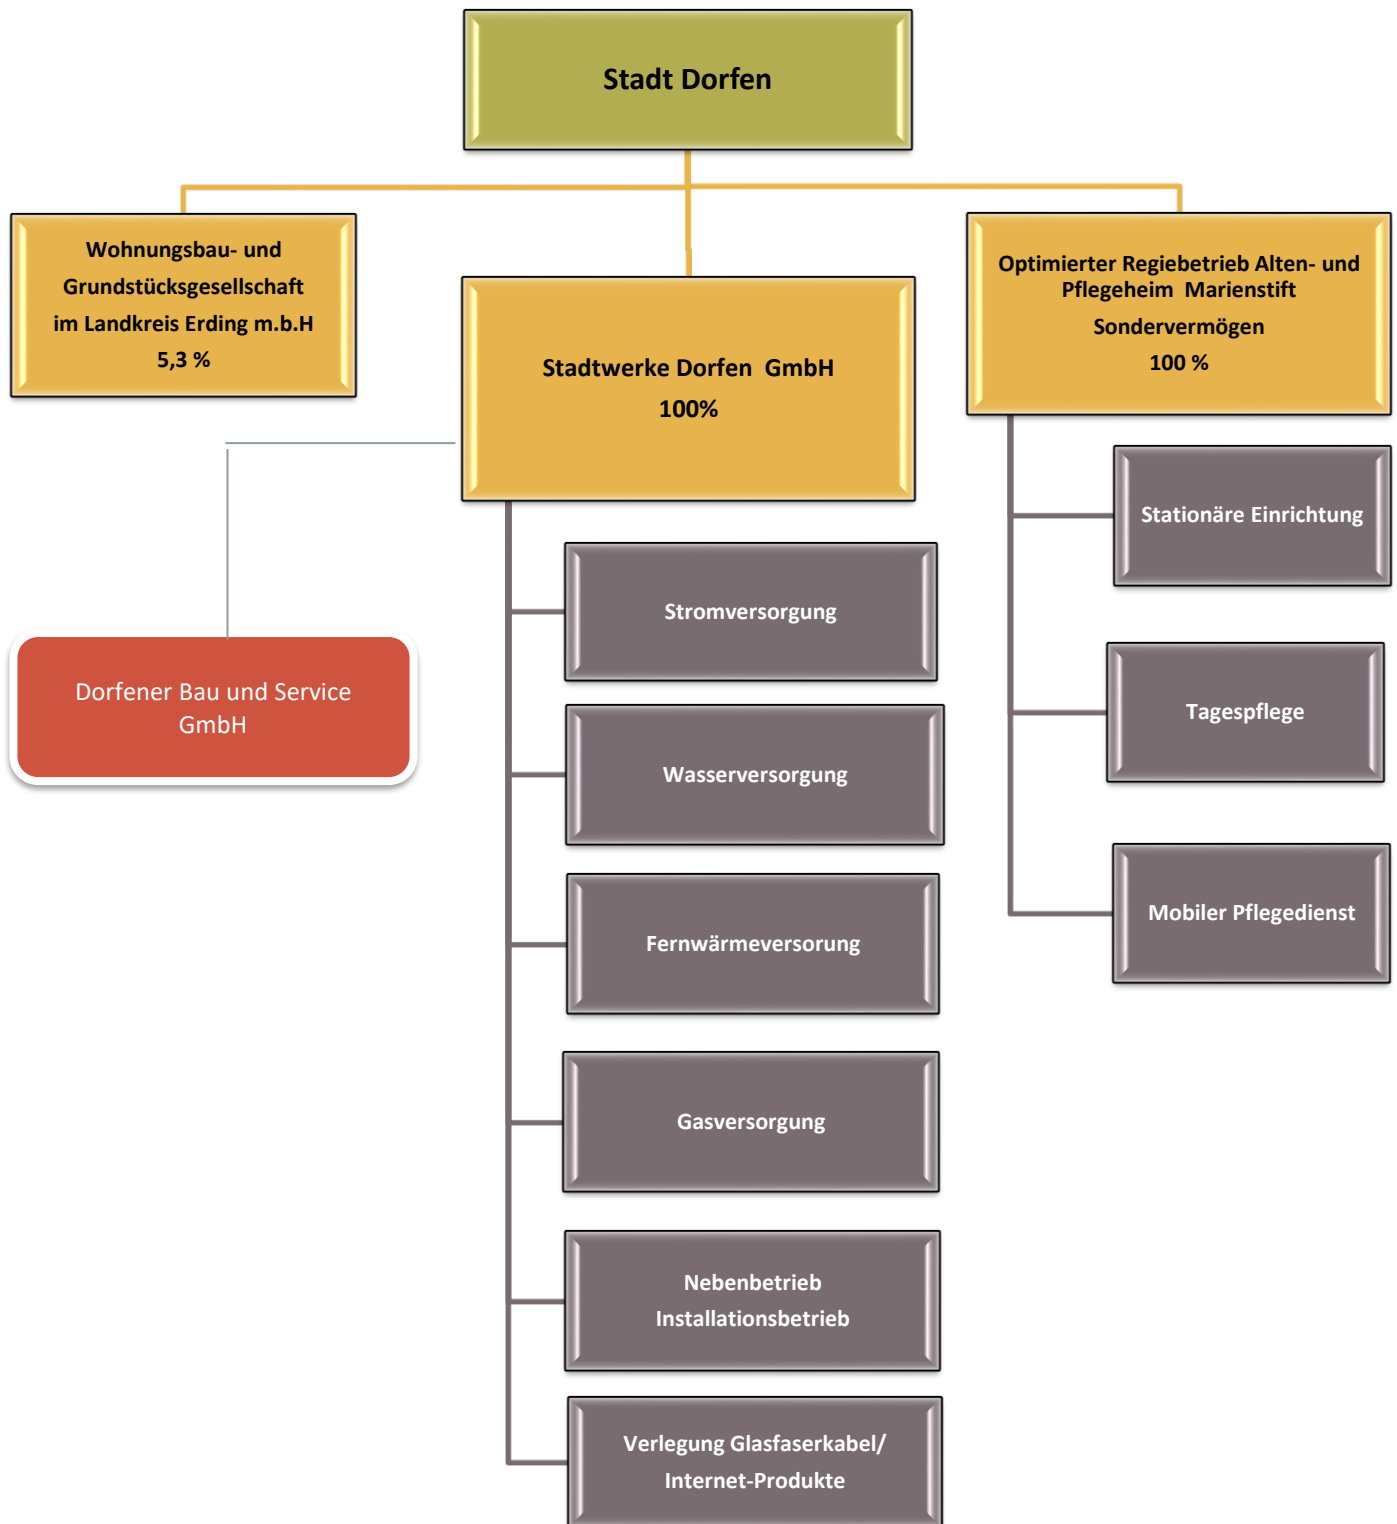 Stadt Dorfen
Wohnungsbau- und
Grundstücksgesellschaft
im Landkreis Erding m.b.H
5,3 %
Stadtwerke Dorfen GmbH
100%
Optimierter Regiebetrieb Alten- und
Pflegeheim Marienstift
Sondervermögen
100 %
Dorfener Bau und Service
GmbH
Stromversorgung
Wasserversorgung
Fernwärmeversorung
Gasversorgung
Nebenbetrieb
Installationsbetrieb
Verlegung Glasfaserkabel/
Internet-Produkte
Stationäre Einrichtung
Tagespflege
Mobiler Pflegedienst